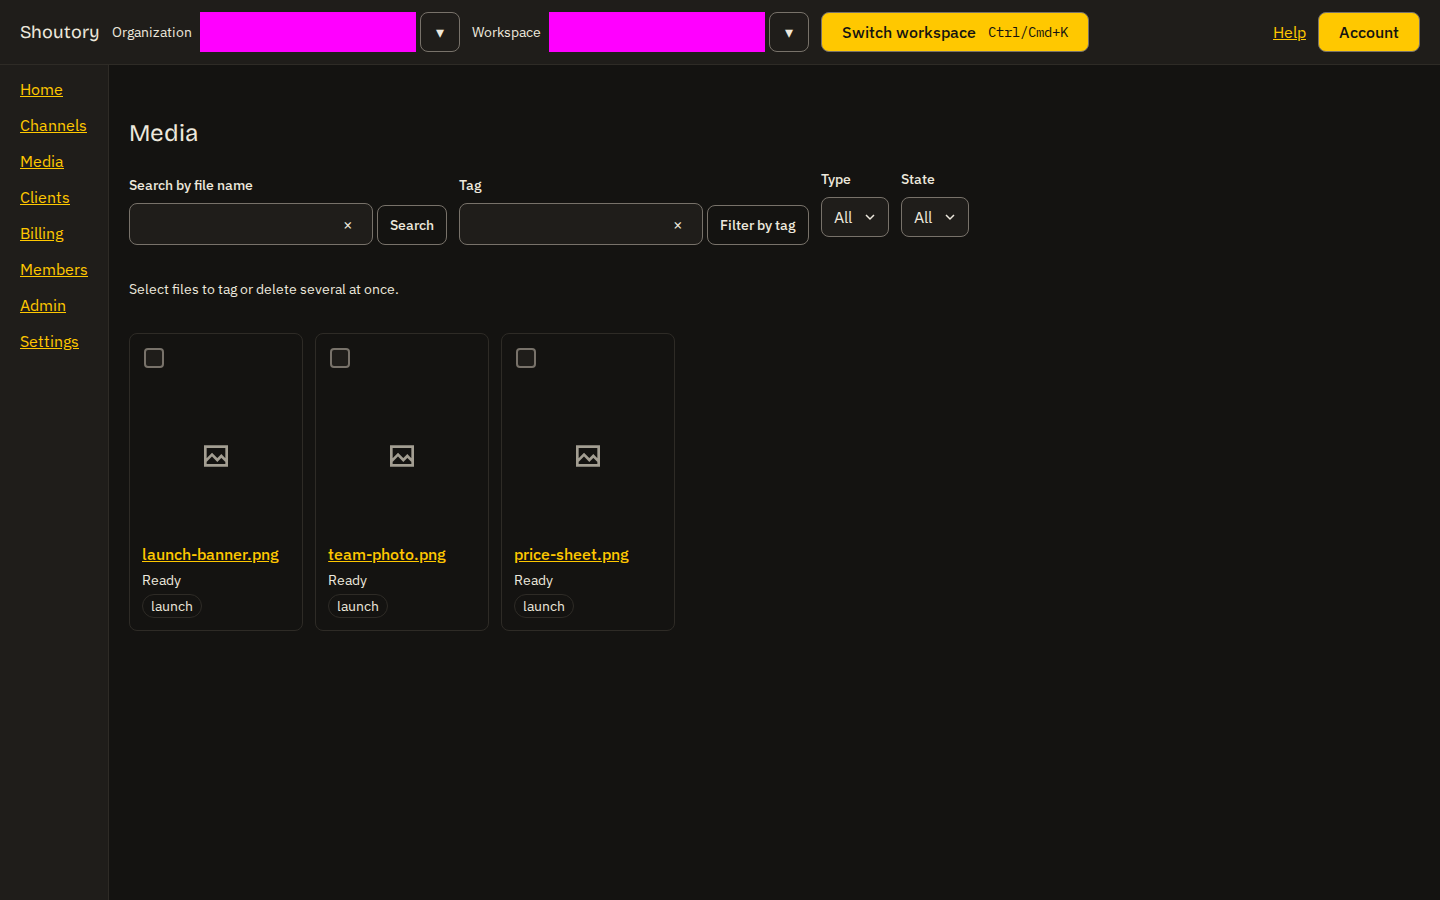 Shoutory Organization ▼ Workspace ▼ Switch workspace Ctrl/Cmd+K Help Account
Home
Channels
Media
Clients
Billing
Members
Admin
Settings
Media
Search by file name
× Search
Tag
× Filter by tag
Type
All
State
All
Select files to tag or delete several at once.
launch-banner.png
Ready
launch
team-photo.png
Ready
launch
price-sheet.png
Ready
launch